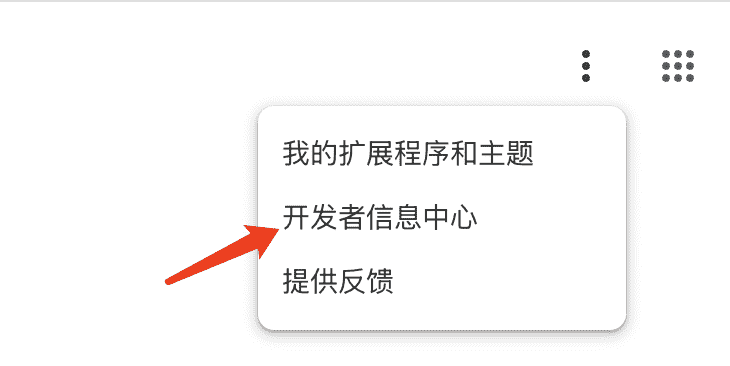 我的扩展程序和主题
开发者信息中心
提供反馈